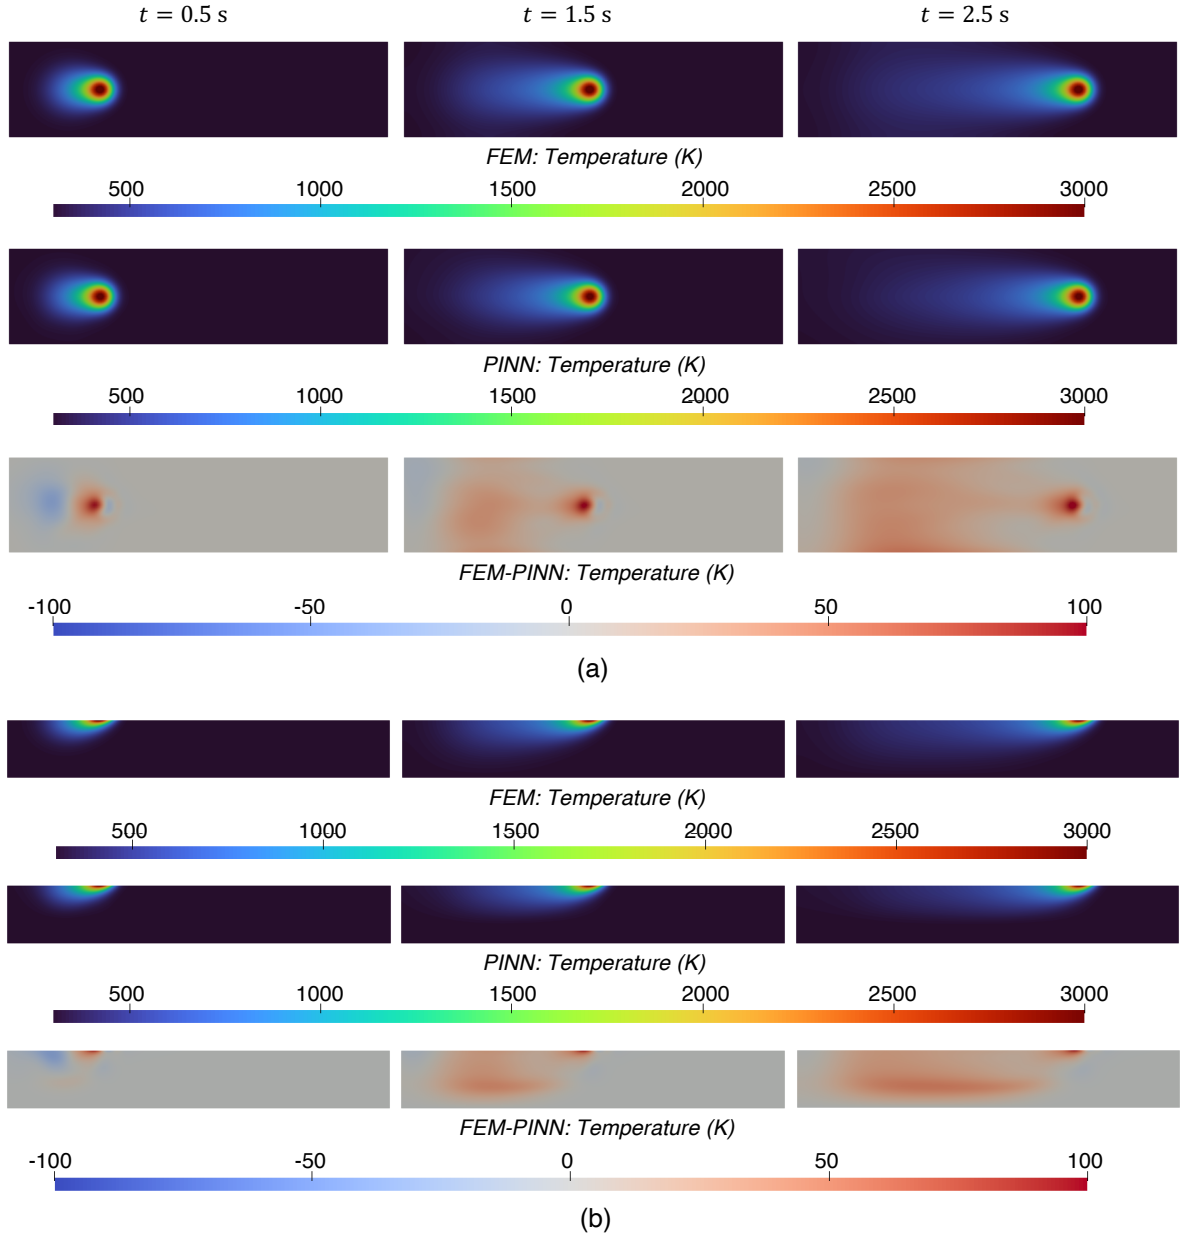 t = 0.5 s t = 1.5 s t = 2.5 s
FEM: Temperature (K)
500 1000 1500 2000 2500 3000
PINN: Temperature (K)
500 1000 1500 2000 2500 3000
FEM-PINN: Temperature (K)
-100 -50 0 50 100
(a)
FEM: Temperature (K)
500 1000 1500 2000 2500 3000
PINN: Temperature (K)
500 1000 1500 2000 2500 3000
FEM-PINN: Temperature (K)
-100 -50 0 50 100
(b)